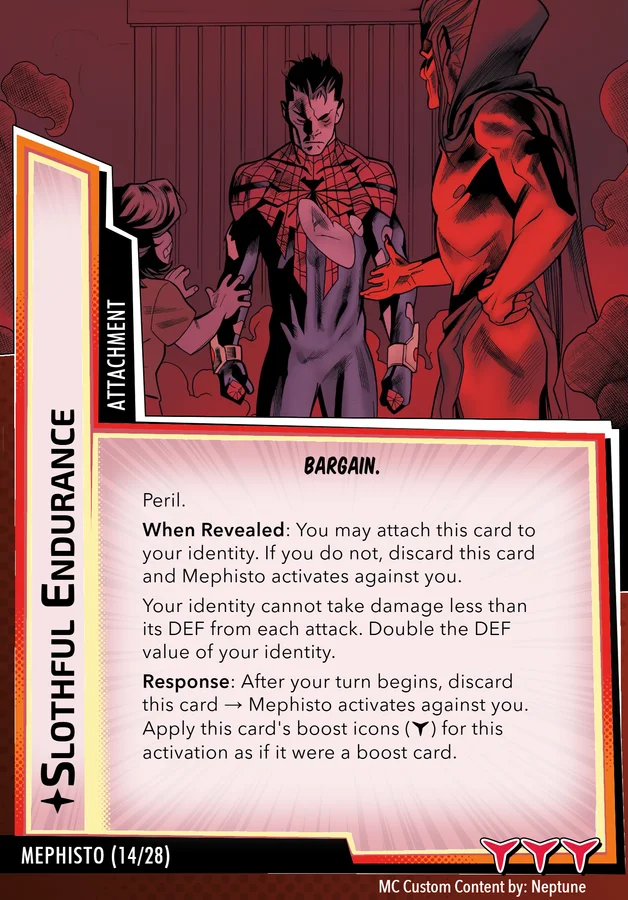 ATTACHMENT
SLOTHFUL ENDURANCE
BARGAIN.
Peril.
When Revealed: You may attach this card to
your identity. If you do not, discard this card
and Mephisto activates against you.
Your identity cannot take damage less than
its DEF from each attack. Double the DEF
value of your identity.
Response: After your turn begins, discard
this card → Mephisto activates against you.
Apply this card's boost icons () for this
activation as if it were a boost card.
MEPHISTO (14/28)
MC Custom Content by: Neptune